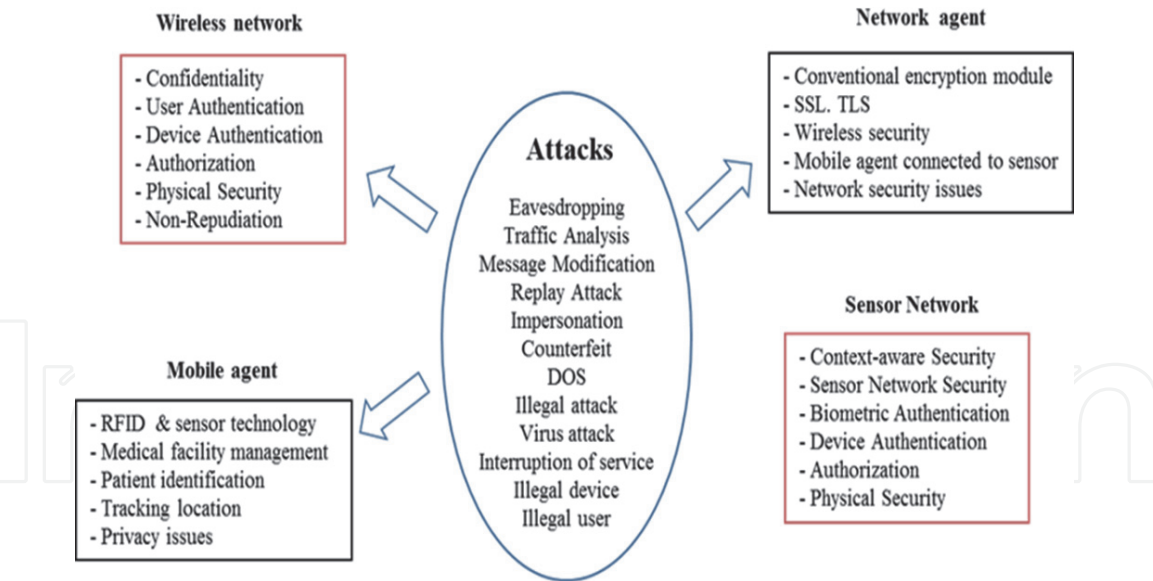 Wireless network
- Confidentiality
- User Authentication
- Device Authentication
- Authorization
- Physical Security
- Non-Repudiation
Mobile agent
- RFID & sensor technology
- Medical facility management
- Patient identification
- Tracking location
- Privacy issues
Attacks
Eavesdropping
Traffic Analysis
Message Modification
Replay Attack
Impersonation
Counterfeit
DOS
Illegal attack
Virus attack
Interruption of service
Illegal device
Illegal user
Network agent
- Conventional encryption module
- SSL. TLS
- Wireless security
- Mobile agent connected to sensor
- Network security issues
Sensor Network
- Context-aware Security
- Sensor Network Security
- Biometric Authentication
- Device Authentication
- Authorization
- Physical Security